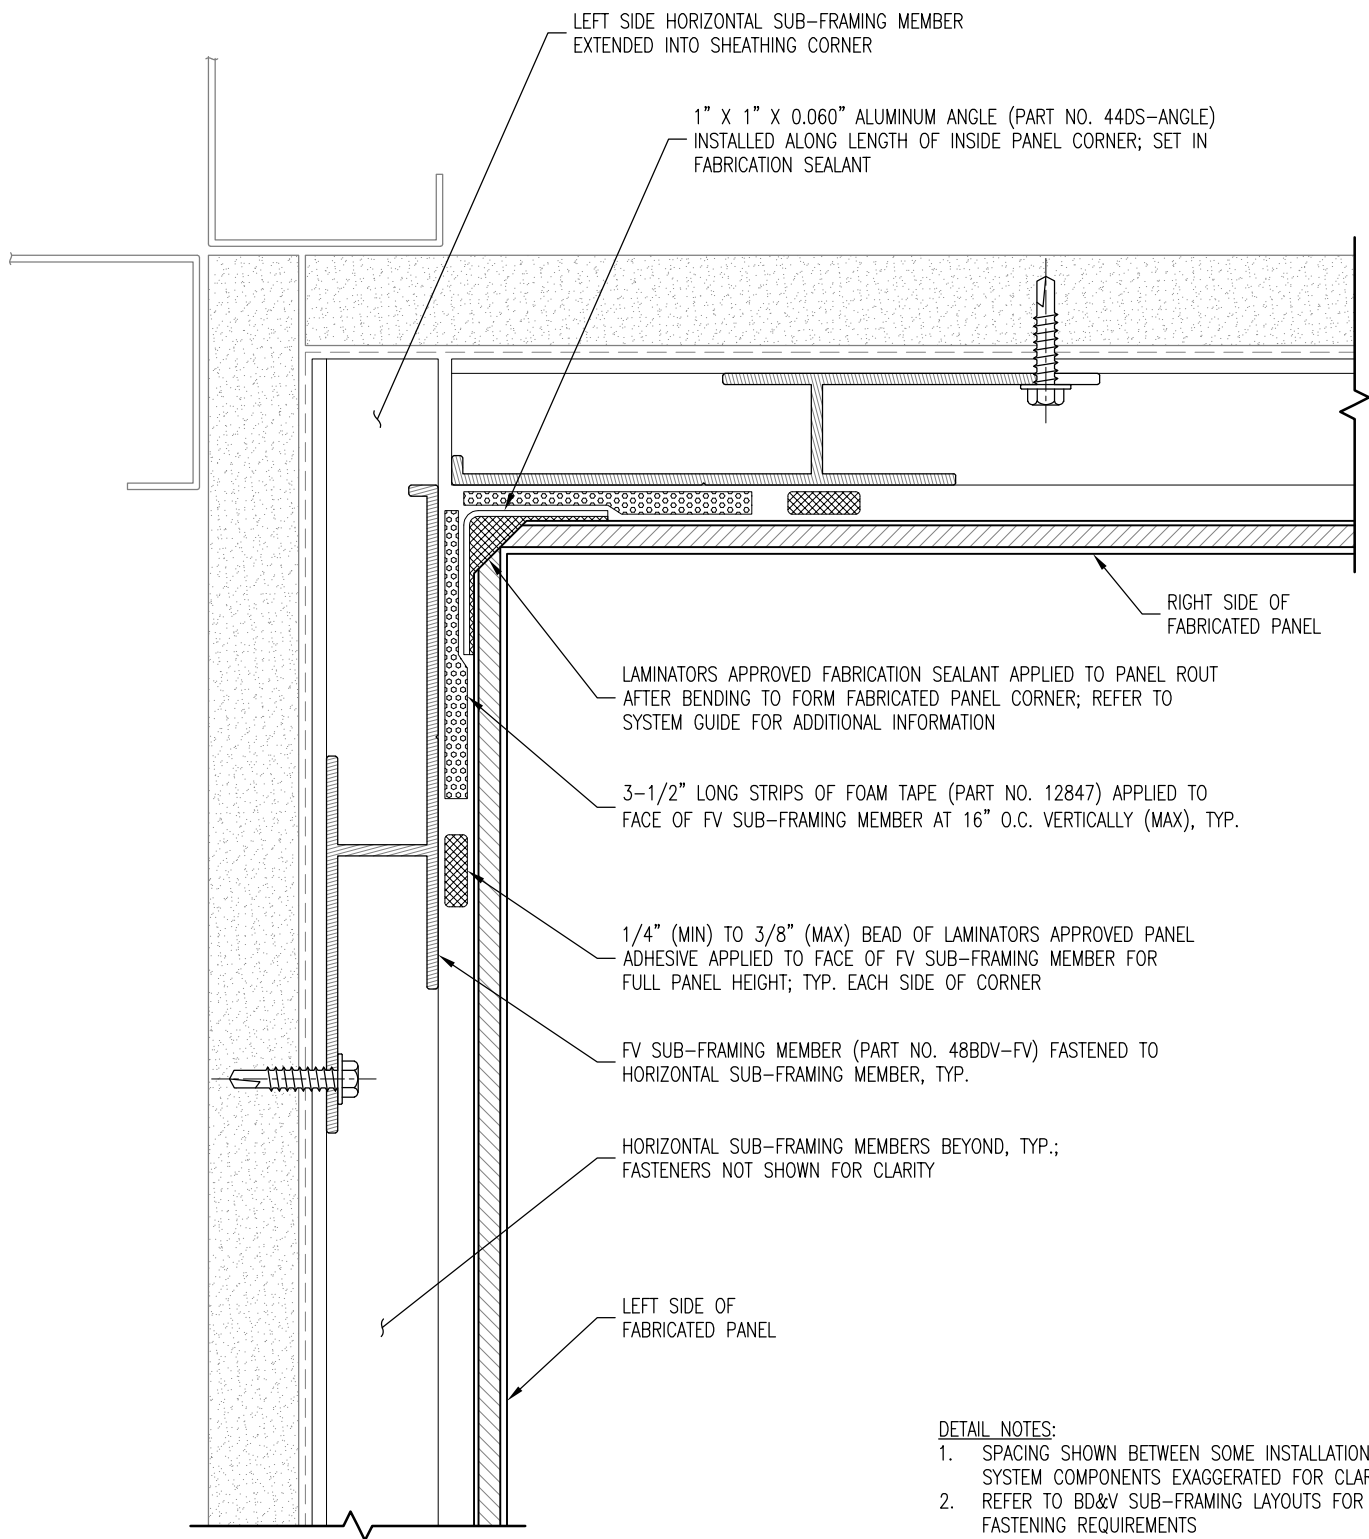 LEFT SIDE HORIZONTAL SUB-FRAMING MEMBER
EXTENDED INTO SHEATHING CORNER
1" X 1" X 0.060" ALUMINUM ANGLE (PART NO. 44DS-ANGLE)
INSTALLED ALONG LENGTH OF INSIDE PANEL CORNER; SET IN
FABRICATION SEALANT
RIGHT SIDE OF
FABRICATED PANEL
LAMINATORS APPROVED FABRICATION SEALANT APPLIED TO PANEL ROUT
AFTER BENDING TO FORM FABRICATED PANEL CORNER; REFER TO
SYSTEM GUIDE FOR ADDITIONAL INFORMATION
3-1/2" LONG STRIPS OF FOAM TAPE (PART NO. 12847) APPLIED TO
FACE OF FV SUB-FRAMING MEMBER AT 16" O.C. VERTICALLY (MAX), TYP.
1/4" (MIN) TO 3/8" (MAX) BEAD OF LAMINATORS APPROVED PANEL
ADHESIVE APPLIED TO FACE OF FV SUB-FRAMING MEMBER FOR
FULL PANEL HEIGHT; TYP. EACH SIDE OF CORNER
FV SUB-FRAMING MEMBER (PART NO. 48BDV-FV) FASTENED TO
HORIZONTAL SUB-FRAMING MEMBER, TYP.
HORIZONTAL SUB-FRAMING MEMBERS BEYOND, TYP.;
FASTENERS NOT SHOWN FOR CLARITY
LEFT SIDE OF
FABRICATED PANEL
DETAIL NOTES:
1. SPACING SHOWN BETWEEN SOME INSTALLATION
SYSTEM COMPONENTS EXAGGERATED FOR
2. REFER TO BD&V SUB-FRAMING LAYOUTS FOR
FASTENING REQUIREMENTS